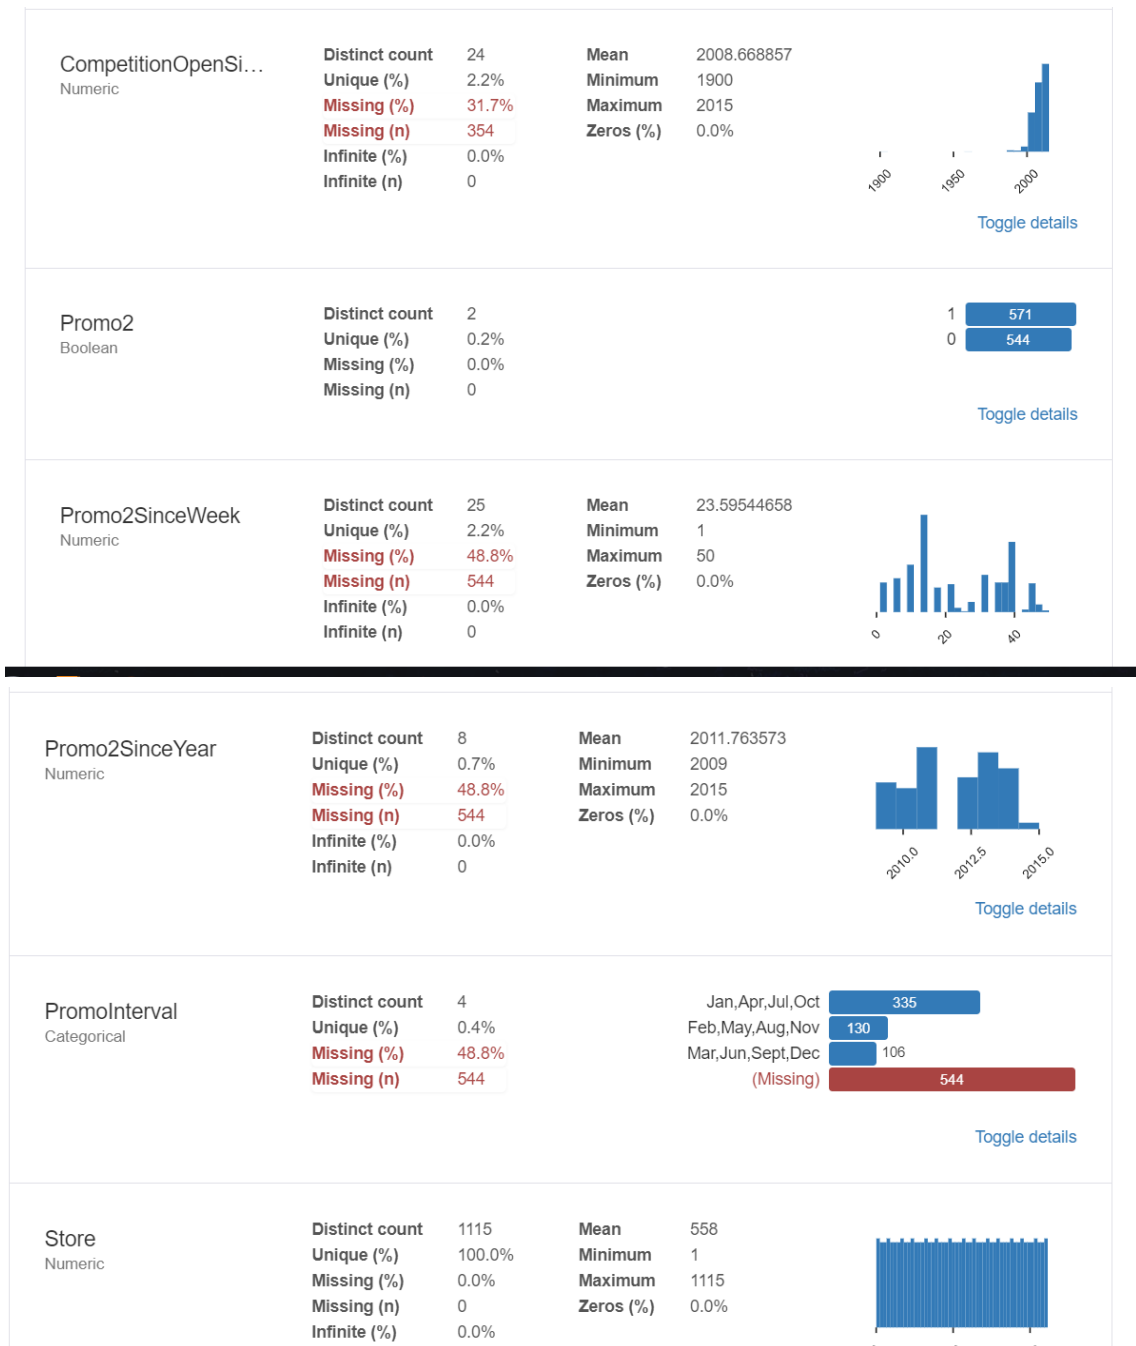 CompetitionOpenSi...
Numeric
Distinct count 24
Unique (%) 2.2%
Missing (%) 31.7%
Missing (n) 354
Infinite (%) 0.0%
Infinite (n) 0
Mean 2008.668857
Minimum 1900
Maximum 2015
Zeros (%) 0.0%
1900 1950 2000
Toggle details
Promo2
Boolean
Distinct count 2
Unique (%) 0.2%
Missing (%) 0.0%
Missing (n) 0
1 571
0 544
Toggle details
Promo2SinceWeek
Numeric
Distinct count 25
Unique (%) 2.2%
Missing (%) 48.8%
Missing (n) 544
Infinite (%) 0.0%
Infinite (n) 0
Mean 23.59544658
Minimum 1
Maximum 50
Zeros (%) 0.0%
0 20 40
Promo2SinceYear
Numeric
Distinct count 8
Unique (%) 0.7%
Missing (%) 48.8%
Missing (n) 544
Infinite (%) 0.0%
Infinite (n) 0
Mean 2011.763573
Minimum 2009
Maximum 2015
Zeros (%) 0.0%
2010.0 2012.5 2015.0
Toggle details
PromoInterval
Categorical
Distinct count 4
Unique (%) 0.4%
Missing (%) 48.8%
Missing (n) 544
Jan,Apr,Jul,Oct 335
Feb,May,Aug,Nov 130
Mar,Jun,Sept,Dec 106
(Missing) 544
Toggle details
Store
Numeric
Distinct count 1115
Unique (%) 100.0%
Missing (%) 0.0%
Missing (n) 0
Infinite (%) 0.0%
Mean 558
Minimum 1
Maximum 1115
Zeros (%) 0.0%